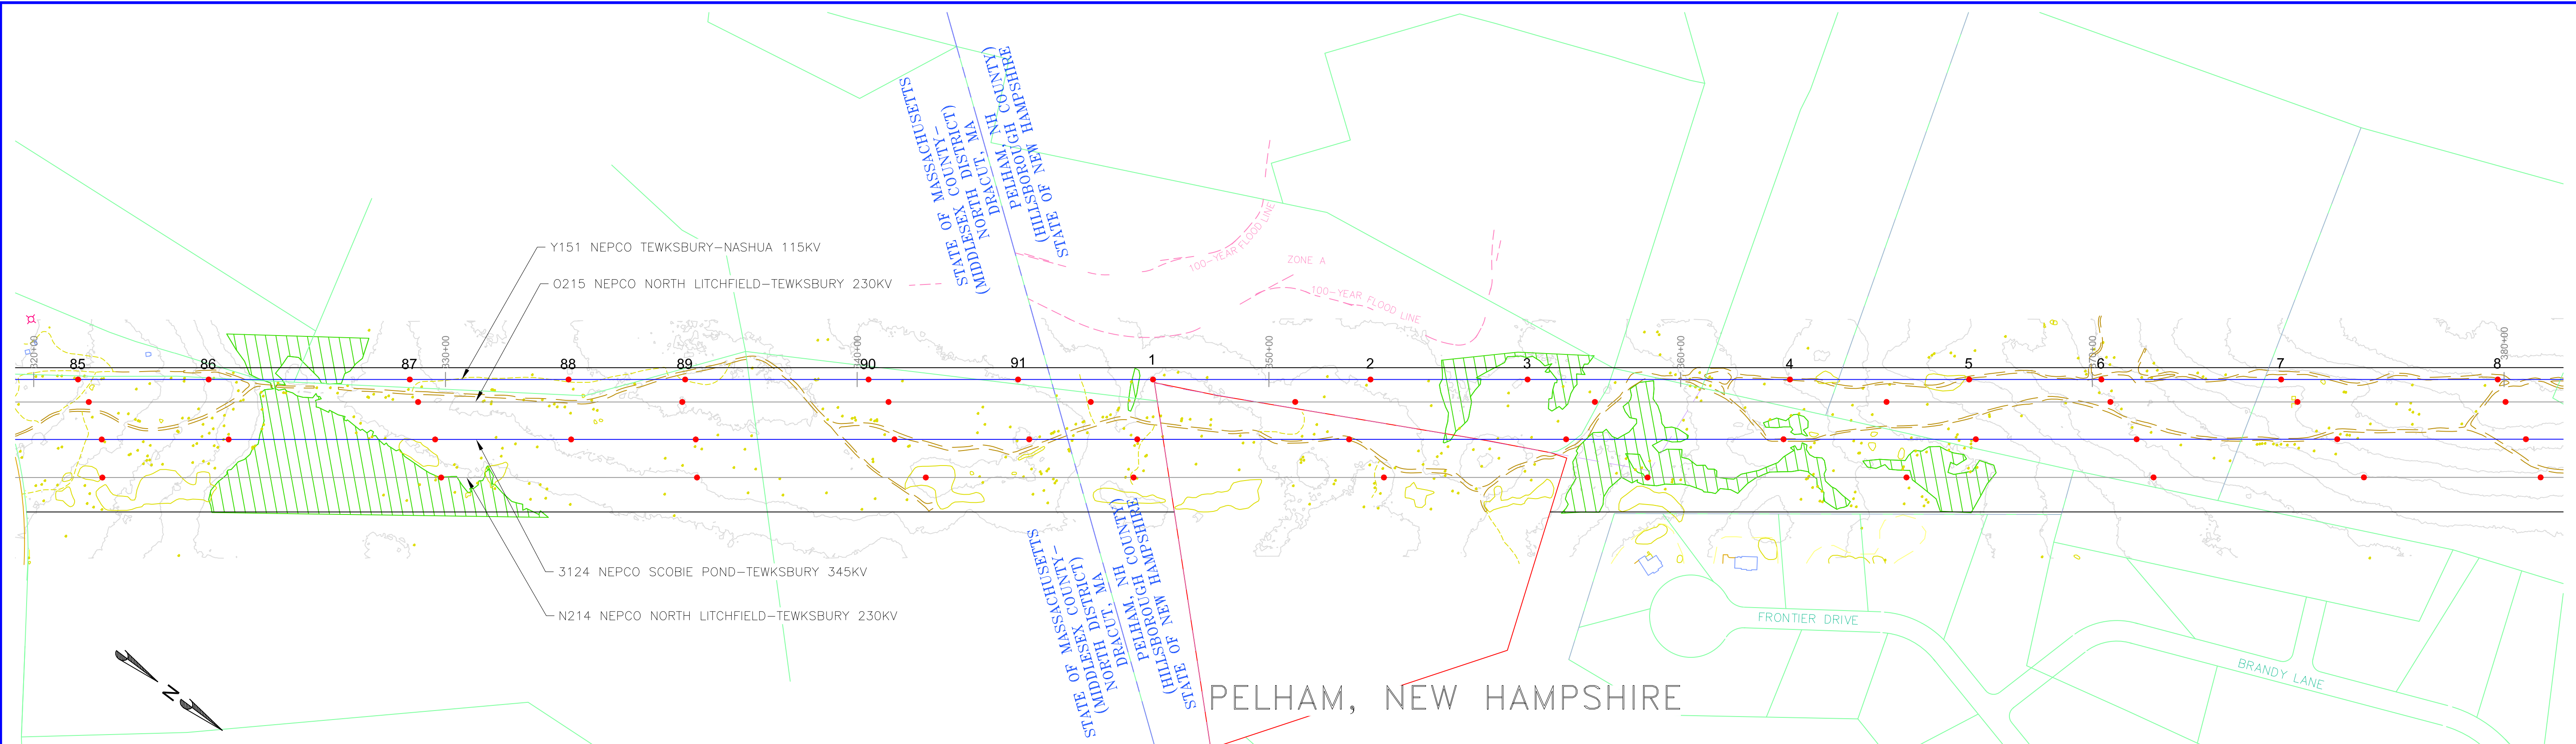 STATE OF MASSACHUSETTS
(MIDDLESEX COUNTY-
NORTH DISTRICT)
DRACUT, MA
PELHAM, NH
(HILLSBOROUGH COUNTY)
STATE OF NEW HAMPSHIRE
Y151 NEPCO TEWKSBURY-NASHUA 115KV
O215 NEPCO NORTH LITCHFIELD-TEWKSBURY 230KV
100-YEAR FLOOD LINE
ZONE A
100-YEAR FLOOD LINE
320+00
330+00
340+00
350+00
360+00
370+00
380+00
85
86
87
88
89
90
91
1
2
3
4
5
6
7
8
3124 NEPCO SCOBIE POND-TEWKSBURY 345KV
N214 NEPCO NORTH LITCHFIELD-TEWKSBURY 230KV
STATE OF MASSACHUSETTS
(MIDDLESEX COUNTY-
NORTH DISTRICT)
DRACUT, MA
PELHAM, NH
(HILLSBOROUGH COUNTY)
STATE OF NEW HAMPSHIRE
FRONTIER DRIVE
BRANDY LANE
N
PELHAM, NEW HAMPSHIRE